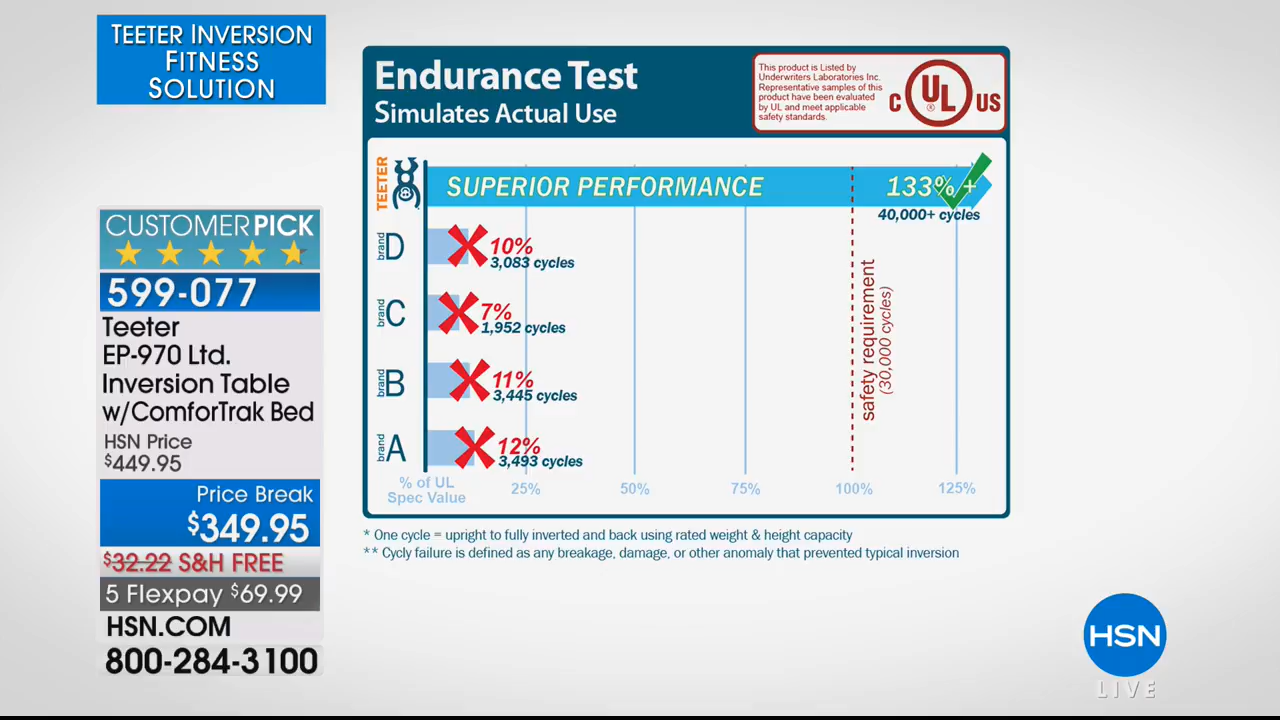 TEETER INVERSION
FITNESS
SOLUTION
CUSTOMER PICK
599-077
Teeter
EP-970 Ltd.
Inversion Table
w/ComforTrak Bed
HSN Price
$449.95
Price Break
$349.95
$32.22 S&H FREE
5 Flexpay $69.99
HSN.COM
800-284-3100
Endurance Test
Simulates Actual Use
This product is Listed by
Underwriters Laboratories Inc.
Representative samples of this
product have been evaluated
by UL and meet applicable
safety standards.
C UL US
®
TEETER
SUPERIOR PERFORMANCE
133%+
40,000+ cycles
brand D
10%
3,083 cycles
brand C
7%
1,952 cycles
brand B
11%
3,445 cycles
brand A
12%
3,493 cycles
safety requirement
(30,000 cycles)
% of UL
Spec Value
25%
50%
75%
100%
125%
* One cycle = upright to fully inverted and back using rated weight & height capacity
** Cycly failure is defined as any breakage, damage, or other anomaly that prevented typical inversion
HSN
LIVE